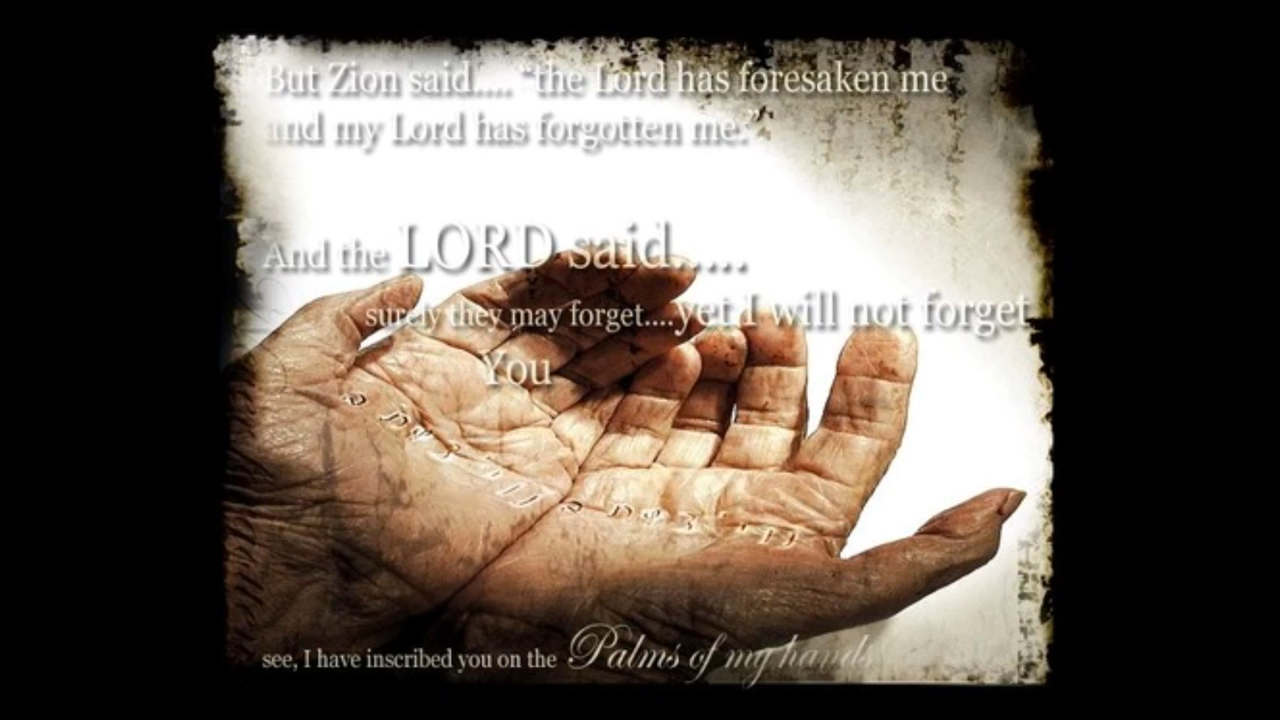 But Zion said.... “the Lord has foresaken me
and my Lord has forgotten me.”
And the LORD said.....
surely they may forget....yet I will not forget
You
see, I have inscribed you on the Palms of my hands